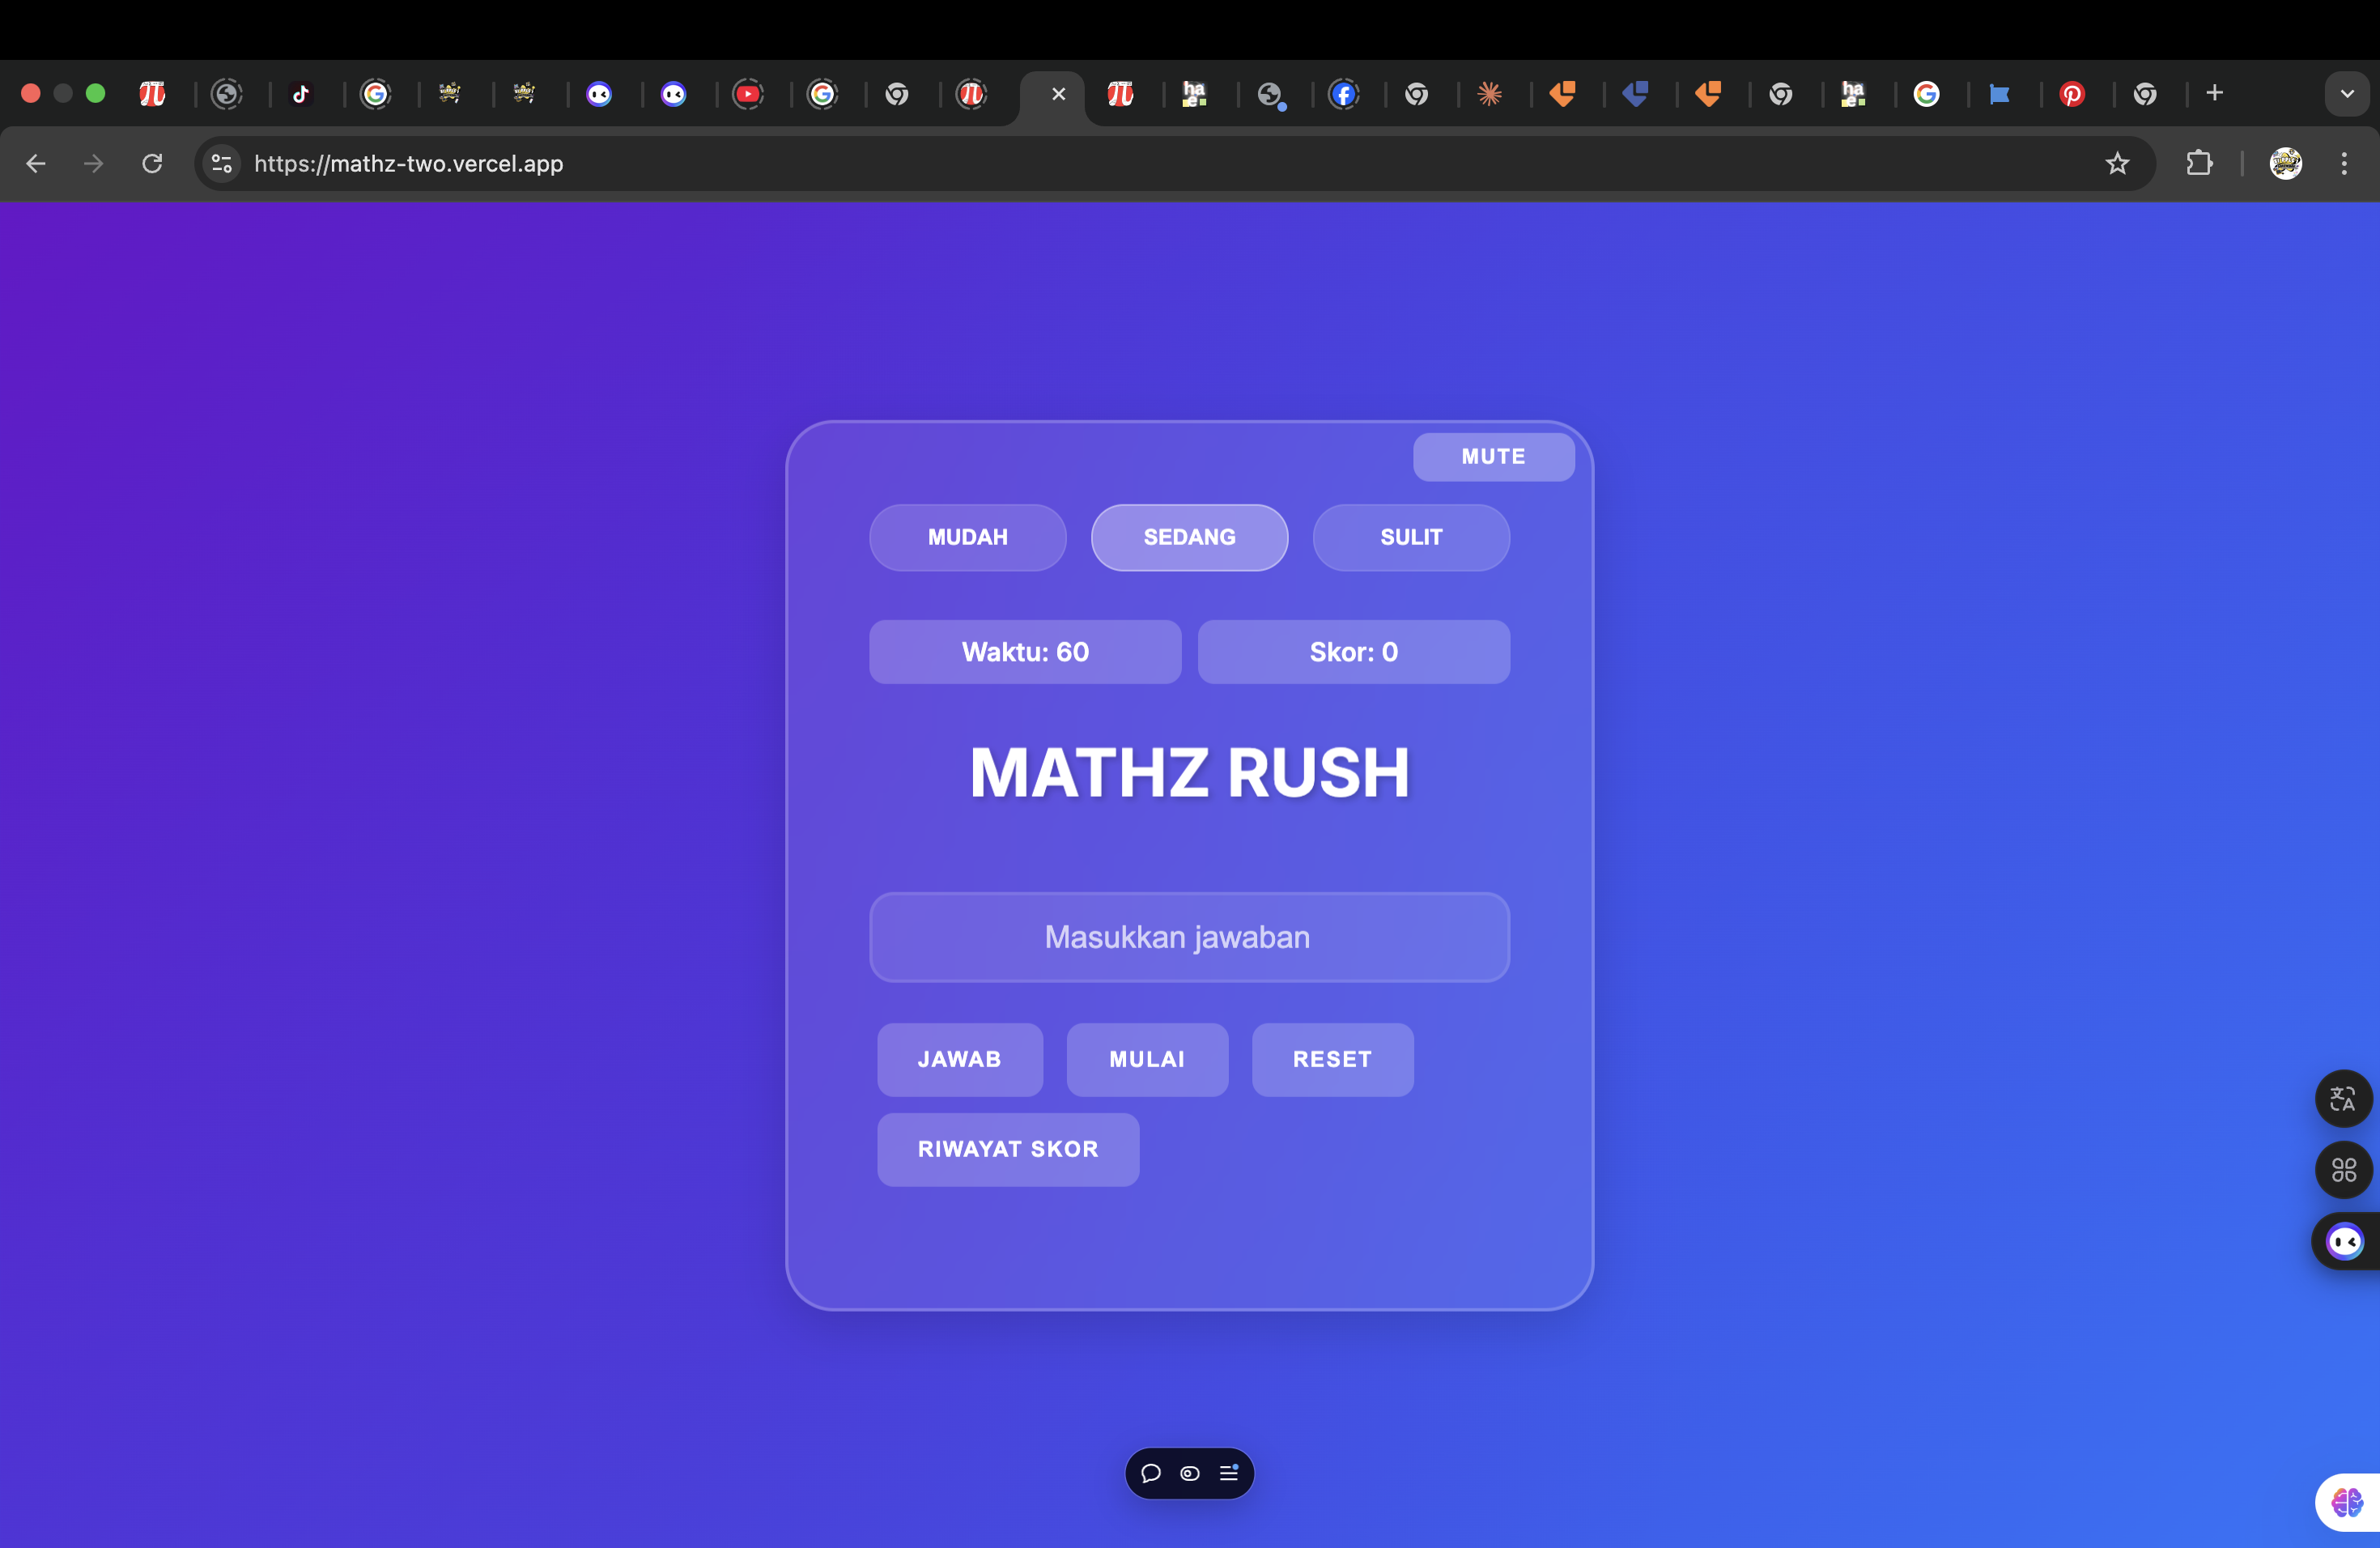 https://mathz-two.vercel.app
MUTE
MUDAH SEDANG SULIT
Waktu: 60 Skor: 0
MATHZ RUSH
Masukkan jawaban
JAWAB MULAI RESET
RIWAYAT SKOR